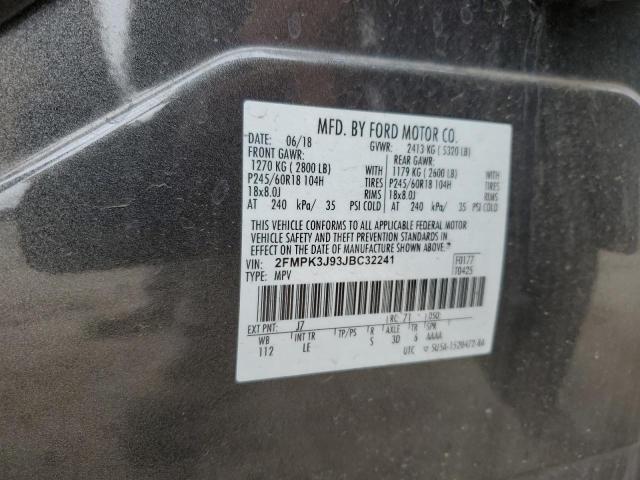 MFD. BY FORD MOTOR CO.
DATE: 06/18 GVWR: 2413 KG ( 5320 LB)
FRONT GAWR: REAR GAWR:
1270 KG ( 2800 LB) WITH 1179 KG ( 2600 LB) WITH
P245/60R18 104H TIRES P245/60R18 104H TIRES
18x8.0J RIMS 18x8.0J RIMS
AT 240 kPa/ 35 PSI COLD AT 240 kPa/ 35 PSI COLD
THIS VEHICLE CONFORMS TO ALL APPLICABLE FEDERAL MOTOR
VEHICLE SAFETY AND THEFT PREVENTION STANDARDS IN
EFFECT ON THE DATE OF MANUFACTURE SHOWN ABOVE.
VIN: 2FMPK3J93JBC32241 F0177
TYPE: MPV T0425
EXT PNT: J7 RC: 71 DSO:
WB INT TR TP/PS R AXLE TR SPR
112 LE S 3D 6 AAAA
UTC